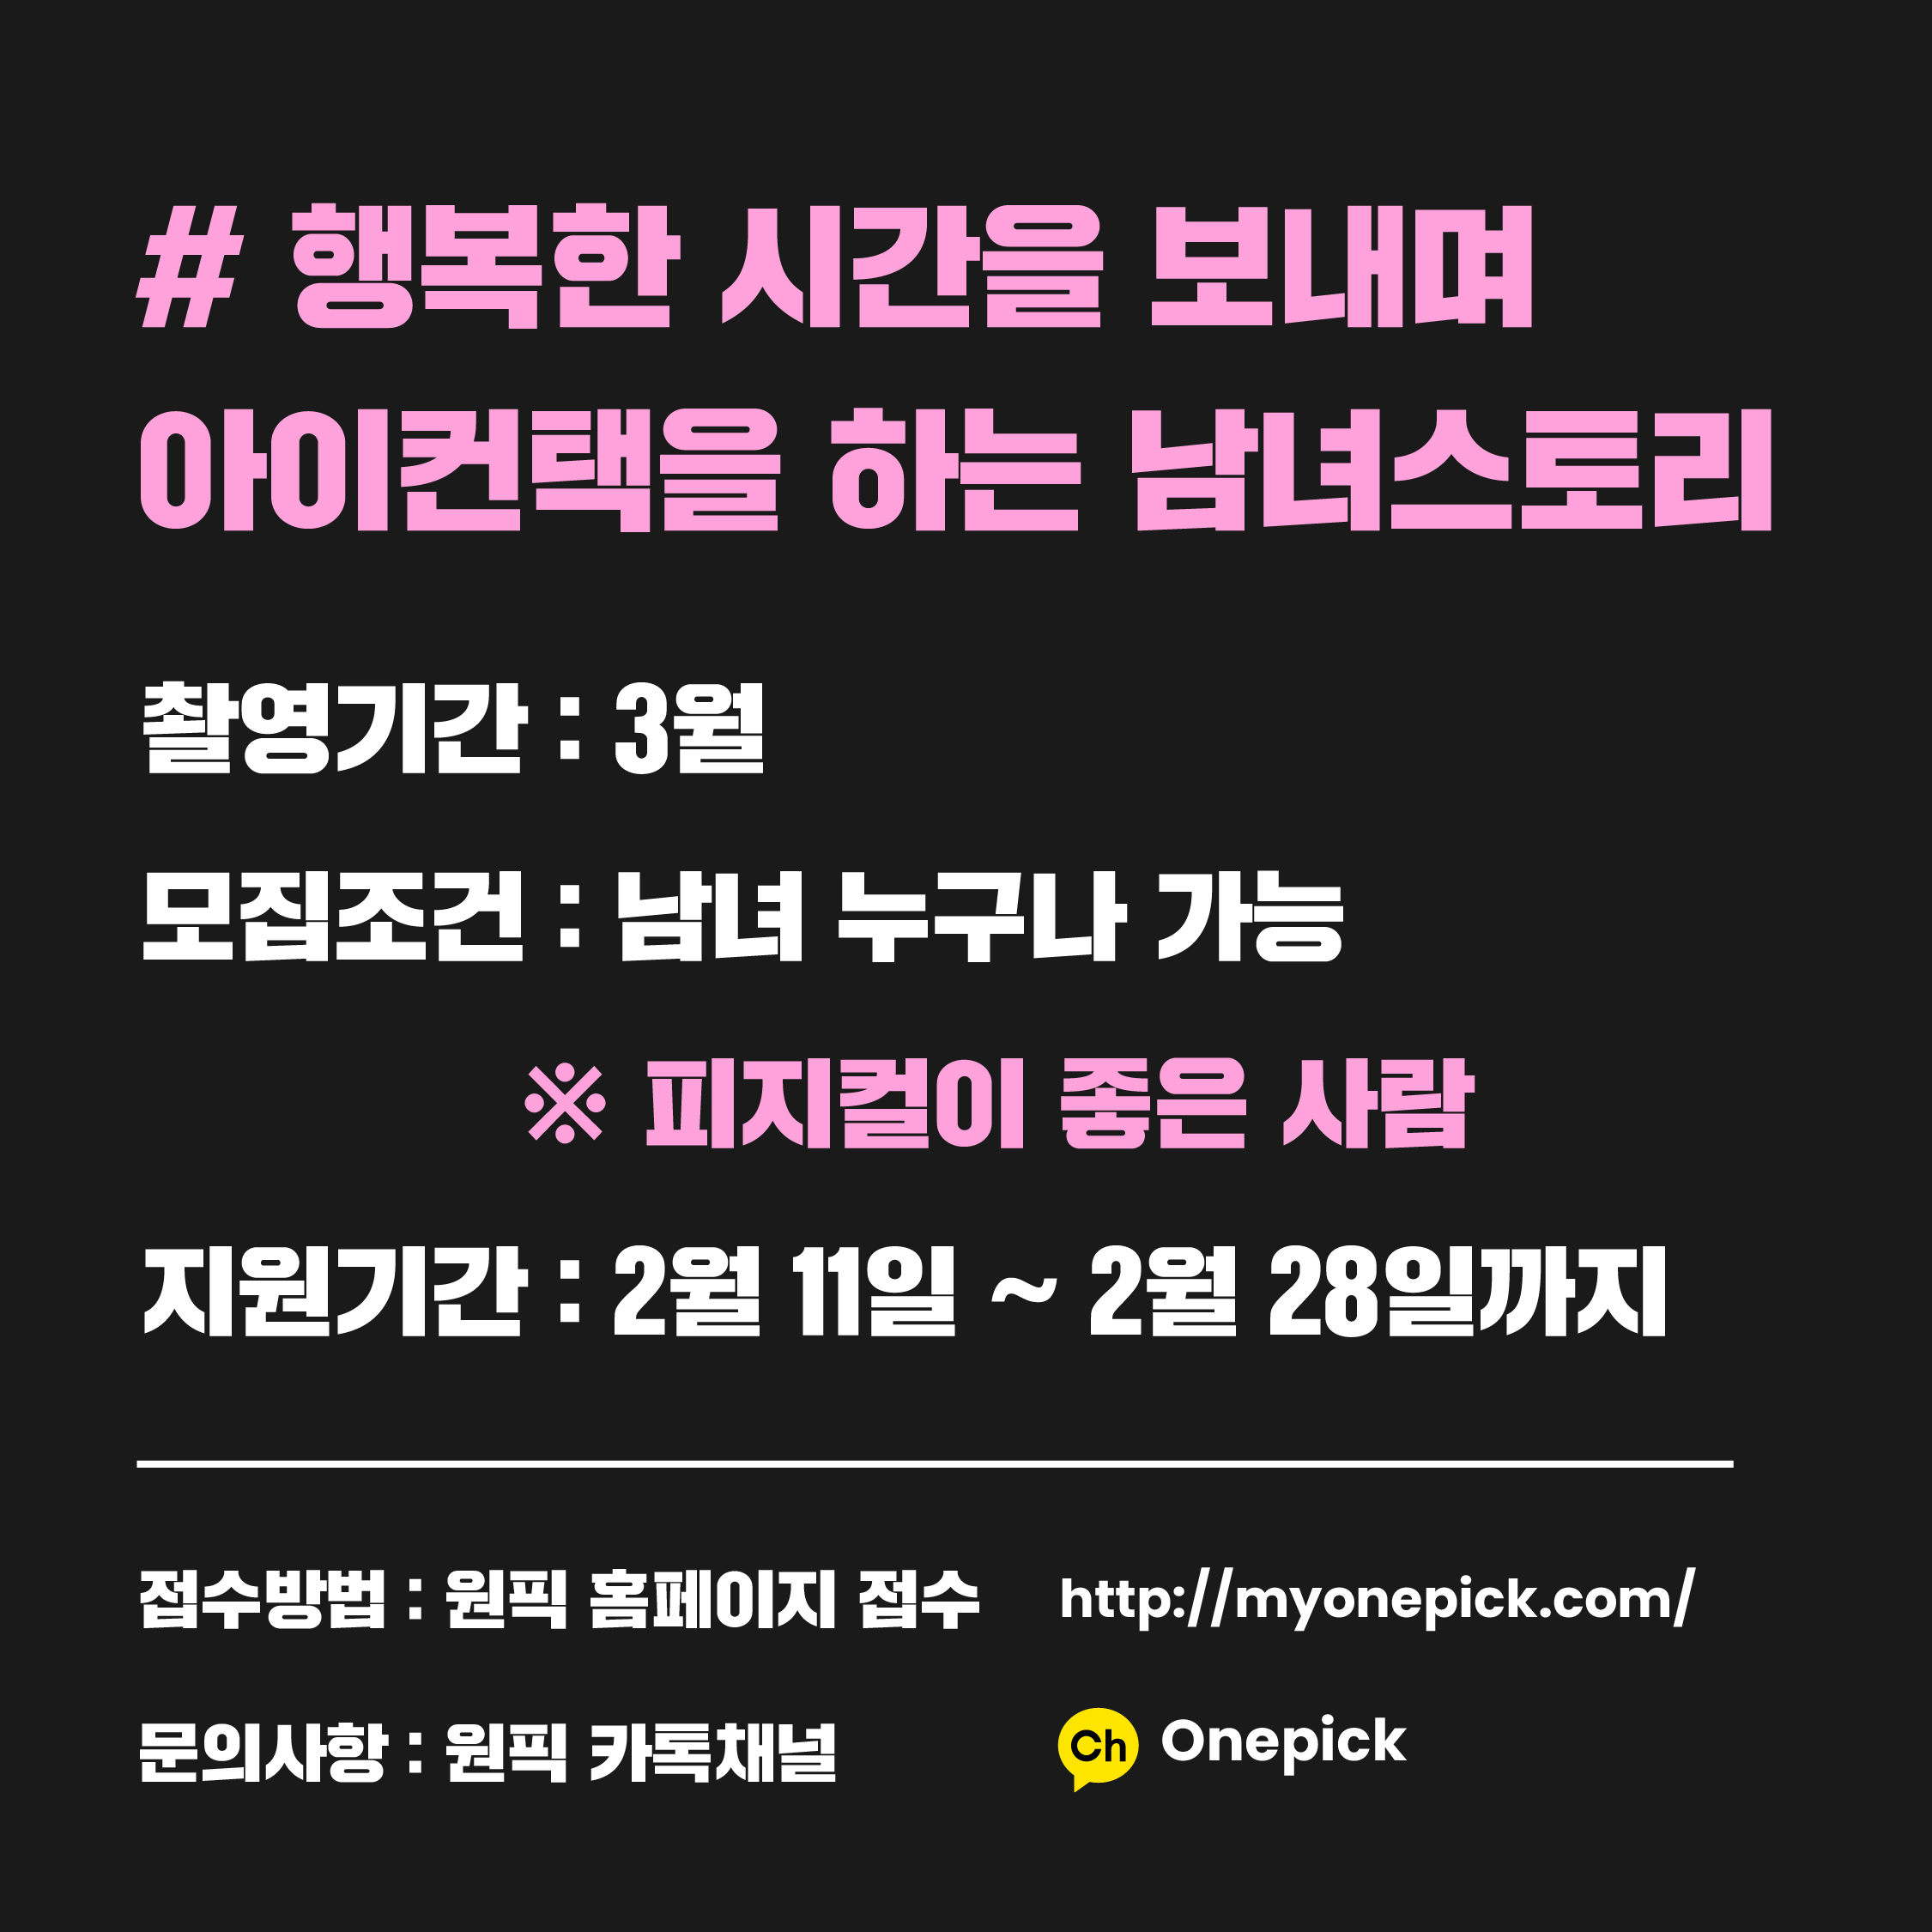 # 행복한 시간을 보내며
아이컨택을 하는 남녀스토리
촬영기간 : 3월
모집조건 : 남녀 누구나 가능
※ 피지컬이 좋은 사람
지원기간 : 2월 11일 ~ 2월 28일까지
접수방법 : 원픽 홈페이지 접수 http://myonepick.com/
문의사항 : 원픽 카톡채널 Ch Onepick